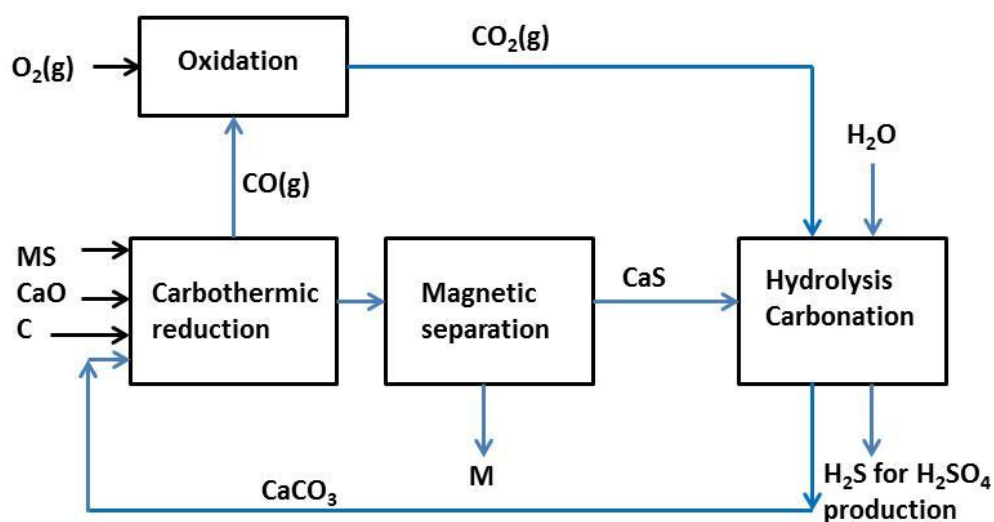 CO₂(g)
O₂(g)
Oxidation
H₂O
CO(g)
MS
CaO
C
Carbothermic
reduction
Magnetic
separation
CaS
Hydrolysis
Carbonation
M
CaCO₃
H₂S for H₂SO₄
production